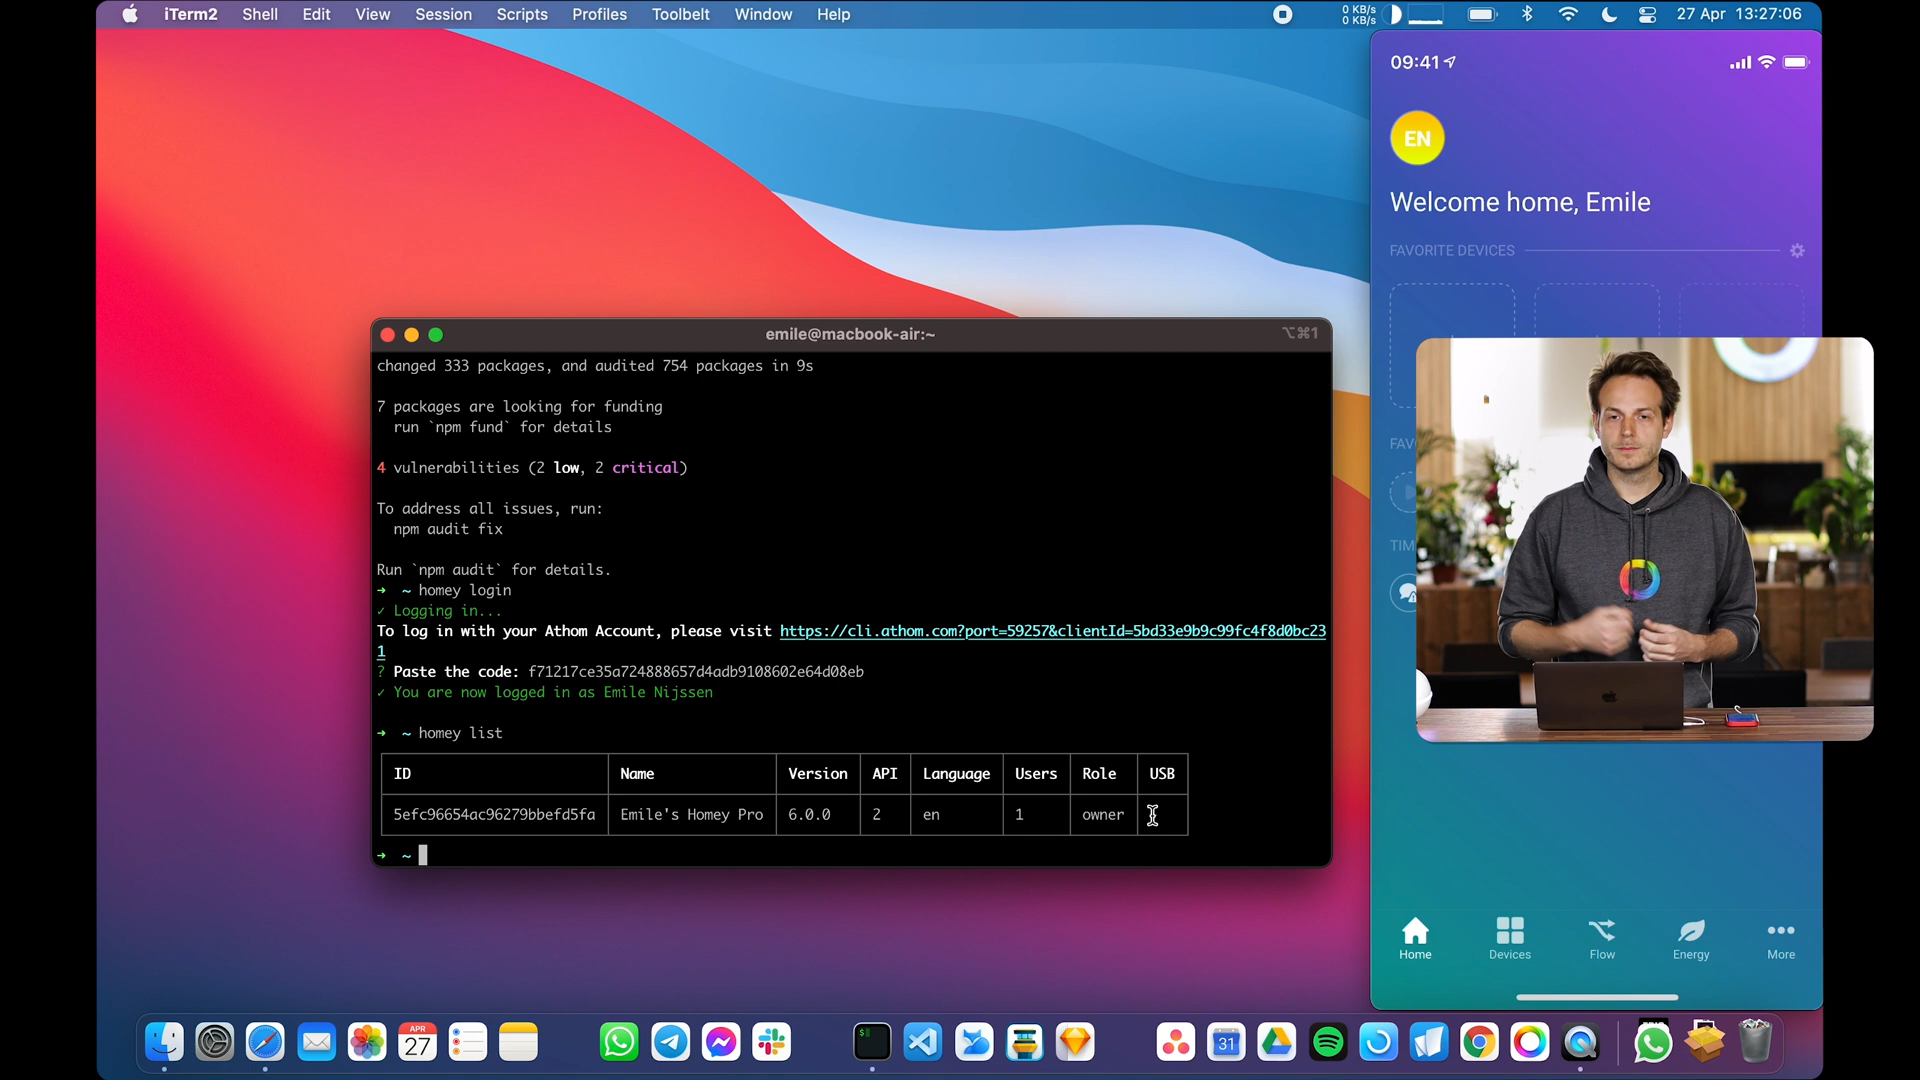 iTerm2 Shell Edit View Session Scripts Profiles Toolbelt Window Help
0 KB/s
0 KB/s
27 Apr 13:27:06
09:41
EN
Welcome home, Emile
FAVORITE DEVICES
FAV
TIM
Home Devices Flow Energy More
emile@macbook-air:~
⌥⌘1
changed 333 packages, and audited 754 packages in 9s
7 packages are looking for funding
run `npm fund` for details
4 vulnerabilities (2 low, 2 critical)
To address all issues, run:
npm audit fix
Run `npm audit` for details.
➜ ~ homey login
✓ Logging in...
To log in with your Athom Account, please visit https://cli.athom.com?port=59257&clientId=5bd33e9b9c99fc4f8d0bc23
1
? Paste the code: f71217ce35a724888657d4adb9108602e64d08eb
✓ You are now logged in as Emile Nijssen
➜ ~ homey list
ID Name Version API Language Users Role USB
5efc96654ac96279bbefd5fa Emile's Homey Pro 6.0.0 2 en 1 owner
➜ ~
APR
27
$
31